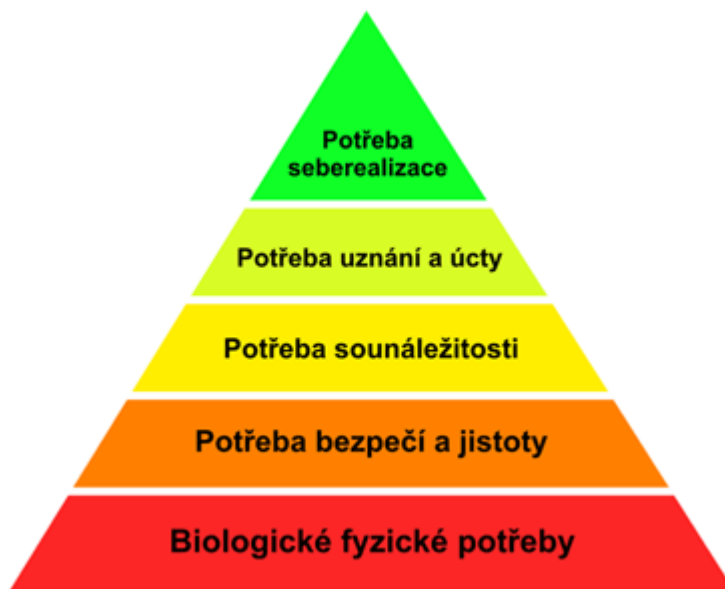 Potřeba
seberealizace
Potřeba uznání a úcty
Potřeba sounáležitosti
Potřeba bezpečí a jistoty
Biologické fyzické potřeby